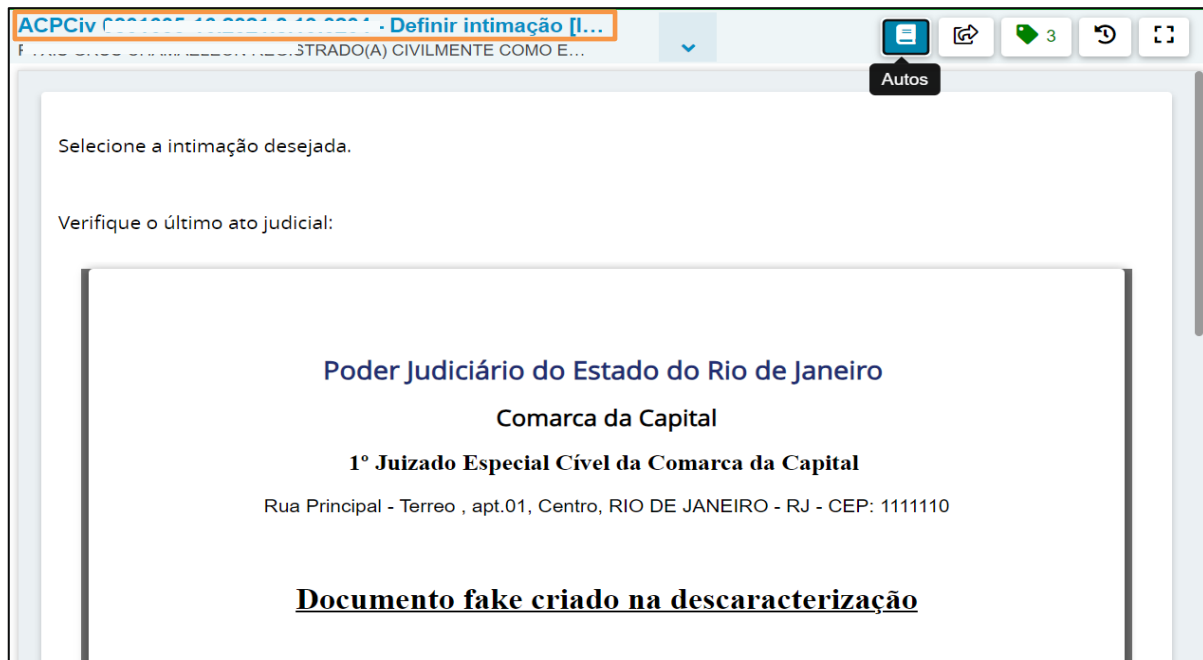 ACPCiv - Definir intimação [I...
CIVILMENTE COMO E...
3
Autos
Selecione a intimação desejada.
Verifique o último ato judicial:
Poder Judiciário do Estado do Rio de Janeiro
Comarca da Capital
1º Juizado Especial Cível da Comarca da Capital
Rua Principal - Terreo , apt.01, Centro, RIO DE JANEIRO - RJ - CEP: 1111110
Documento fake criado na descaracterização